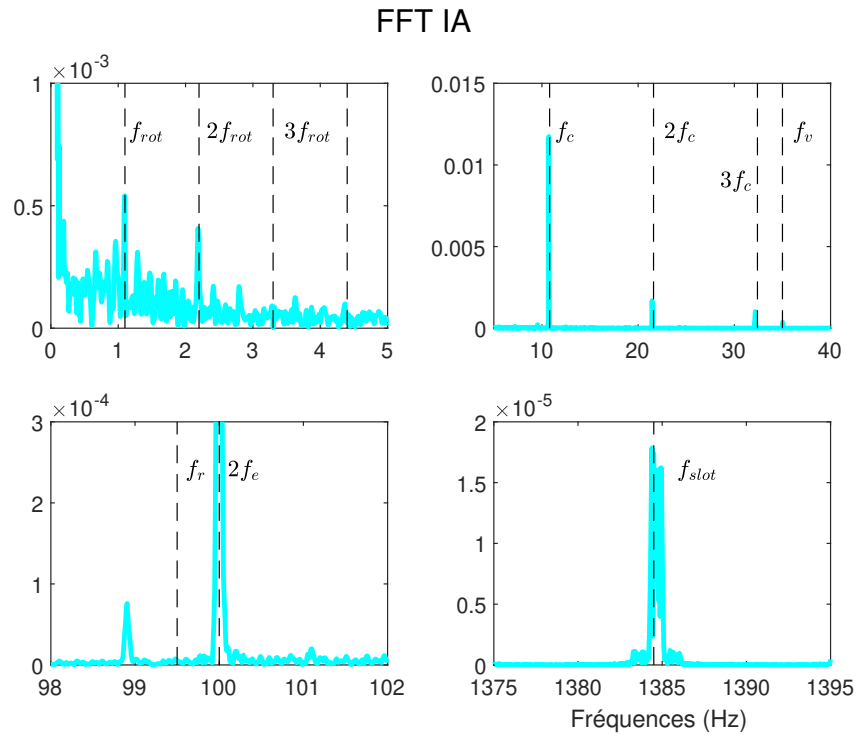 FFT IA
×10⁻³
1
0.5
0
0 1 2 3 4 5
f_rot 2f_rot 3f_rot
0.015
0.01
0.005
0
10 20 30 40
f_c 2f_c 3f_c f_v
×10⁻⁴
3
2
1
0
98 99 100 101 102
f_r 2f_e
×10⁻⁵
2
1.5
1
0.5
0
1375 1380 1385 1390 1395
f_slot
Fréquences (Hz)